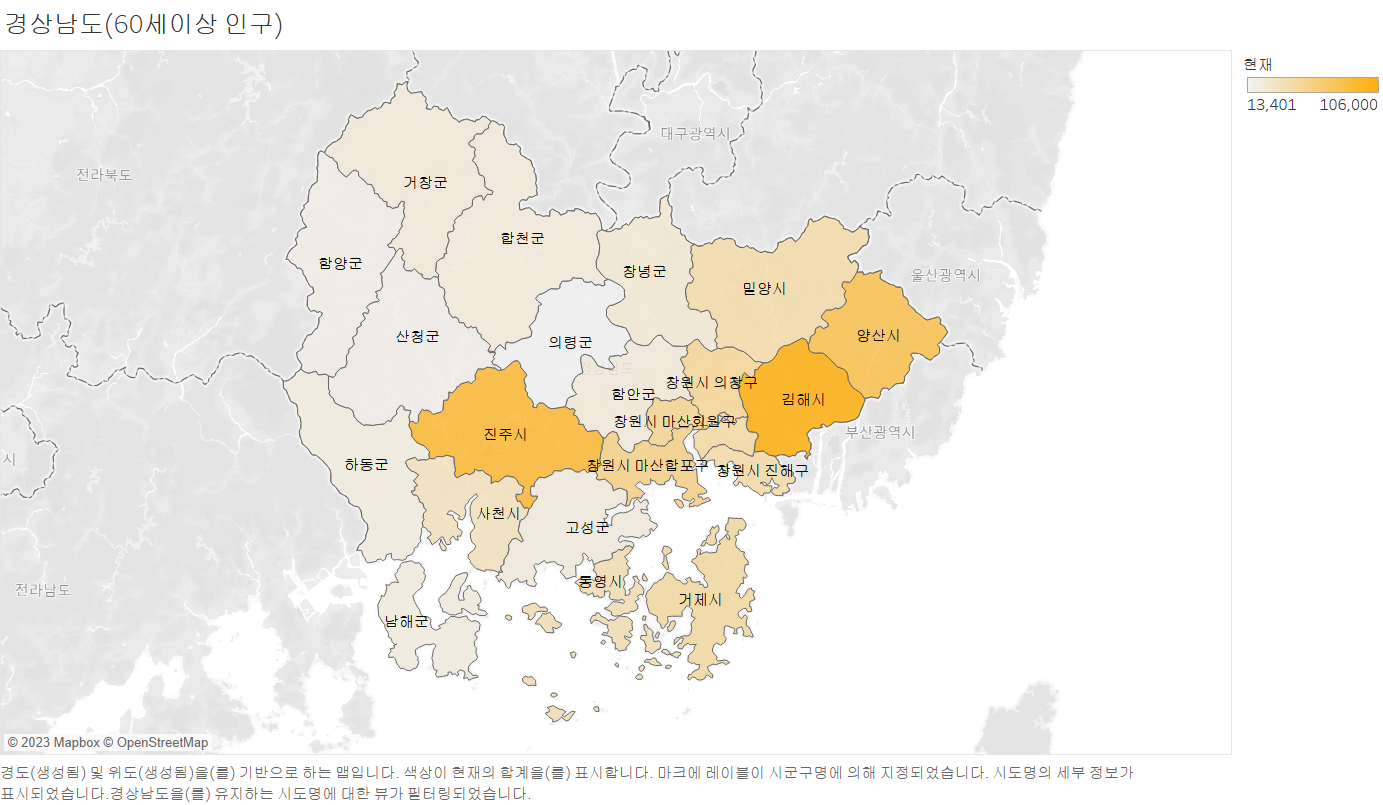 경상남도(60세이상 인구)
현재
13,401 106,000
대구광역시
전라북도
거창군
합천군
함양군
창녕군
울산광역시
밀양시
산청군
의령군
양산시
창원시 의창구
함안군
김해시
창원시 마산회원구
진주시
부산광역시
시
하동군
창원시 마산합포구
창원시 진해구
사천시
고성군
통영시
전라남도
거제시
남해군
© 2023 Mapbox © OpenStreetMap
경도(생성됨) 및 위도(생성됨)을(를) 기반으로 하는 맵입니다. 색상이 현재의 합계을(를) 표시합니다. 마크에 레이블이 시군구명에 의해 지정되었습니다. 시도명의 세부 정보가
표시되었습니다.경상남도을(를) 유지하는 시도명에 대한 뷰가 필터링되었습니다.